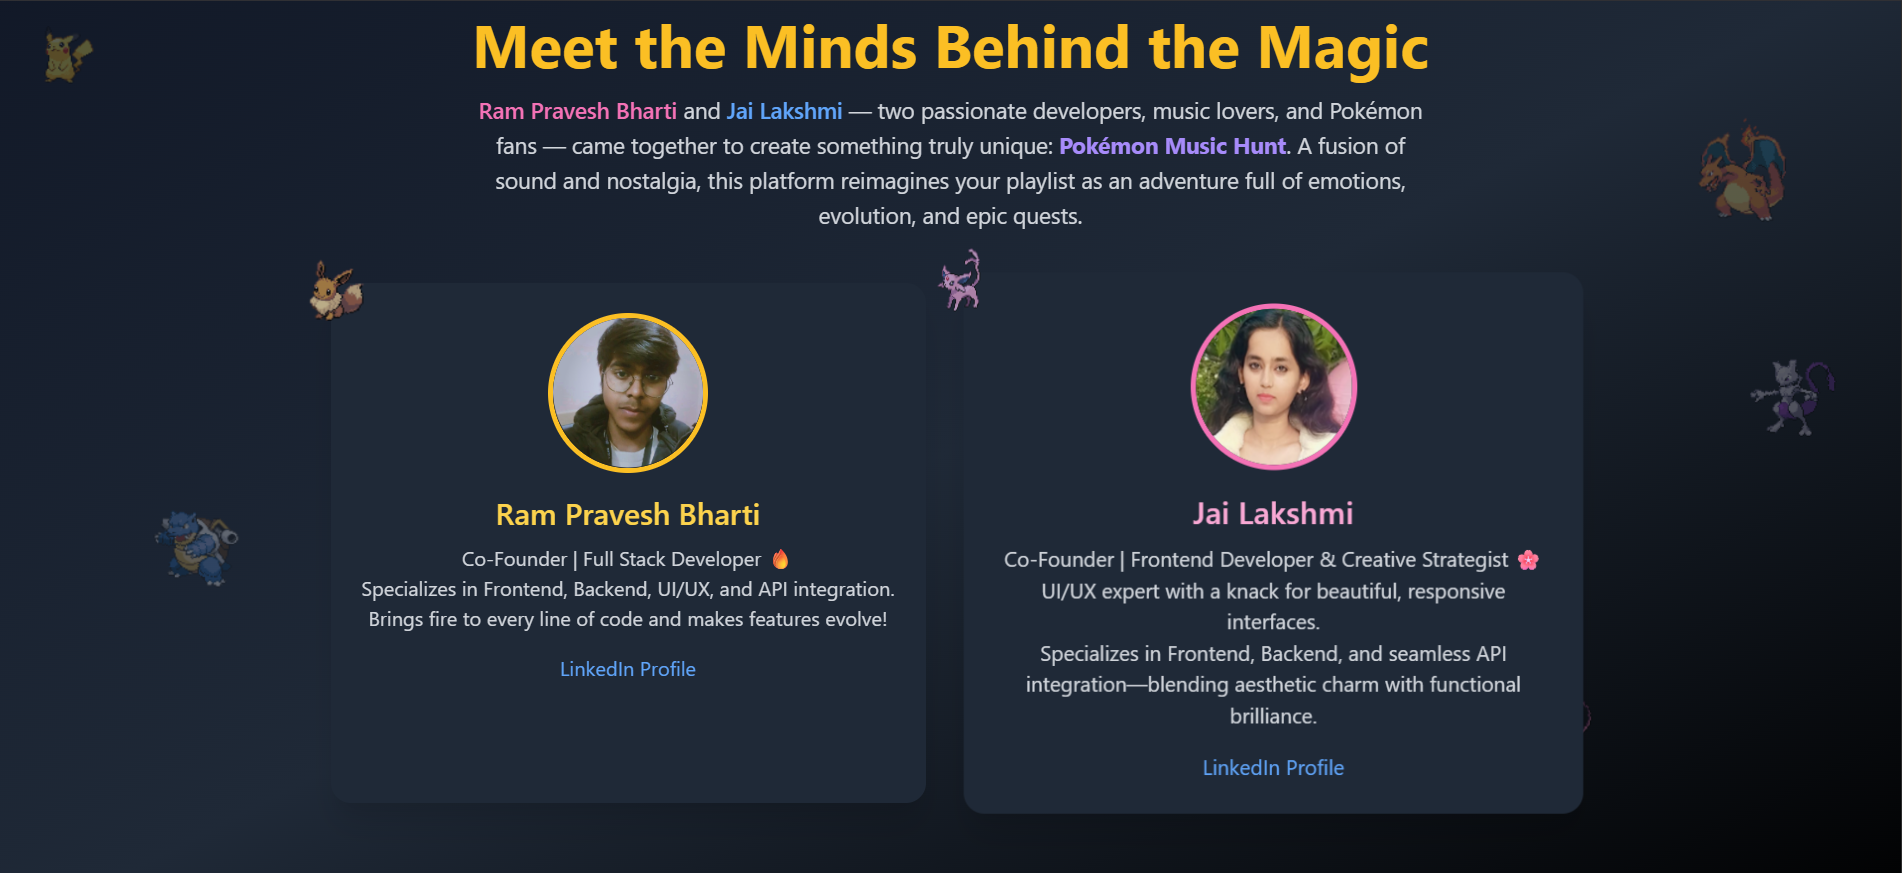 Meet the Minds Behind the Magic
Ram Pravesh Bharti and Jai Lakshmi — two passionate developers, music lovers, and Pokémon
fans — came together to create something truly unique: Pokémon Music Hunt. A fusion of
sound and nostalgia, this platform reimagines your playlist as an adventure full of emotions,
evolution, and epic quests.
Ram Pravesh Bharti
Co-Founder | Full Stack Developer 🔥
Specializes in Frontend, Backend, UI/UX, and API integration.
Brings fire to every line of code and makes features evolve!
LinkedIn Profile
Jai Lakshmi
Co-Founder | Frontend Developer & Creative Strategist 🌸
UI/UX expert with a knack for beautiful, responsive
interfaces.
Specializes in Frontend, Backend, and seamless API
integration—blending aesthetic charm with functional
brilliance.
LinkedIn Profile